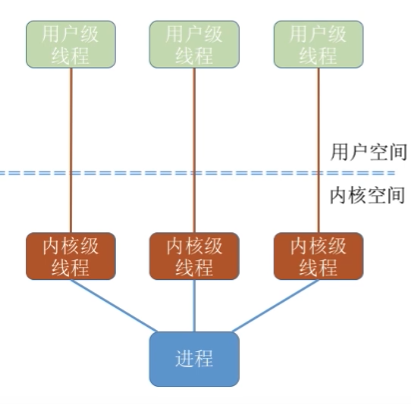 用户级 用户级 用户级
线程 线程 线程
用户空间
内核空间
内核级 内核级 内核级
线程 线程 线程
进程